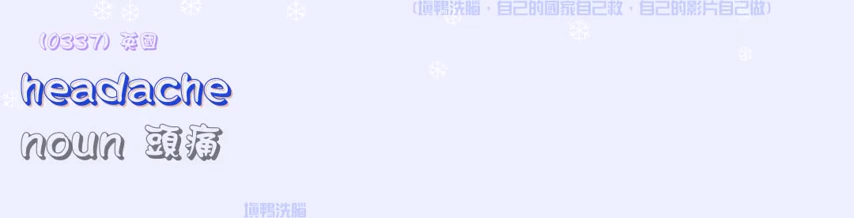 (填鴨洗腦，自己的國家自己救，自己的影片自己做)
(0337) 英國
headache
noun 頭痛
填鴨洗腦